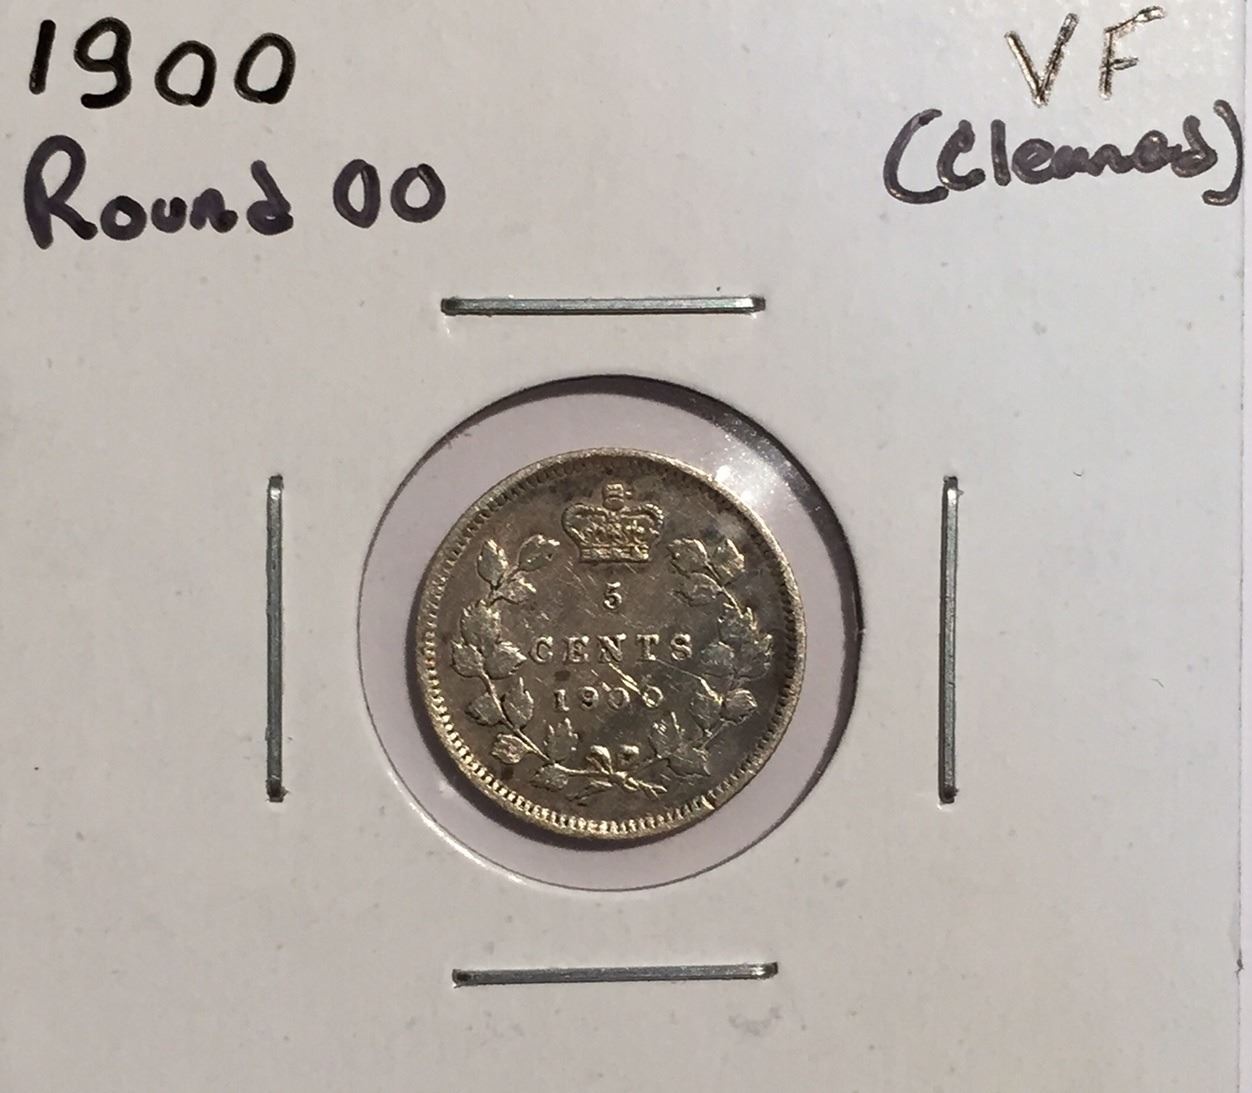 1900
Round 00
VF
(Cleaned)
5
CENTS
1900